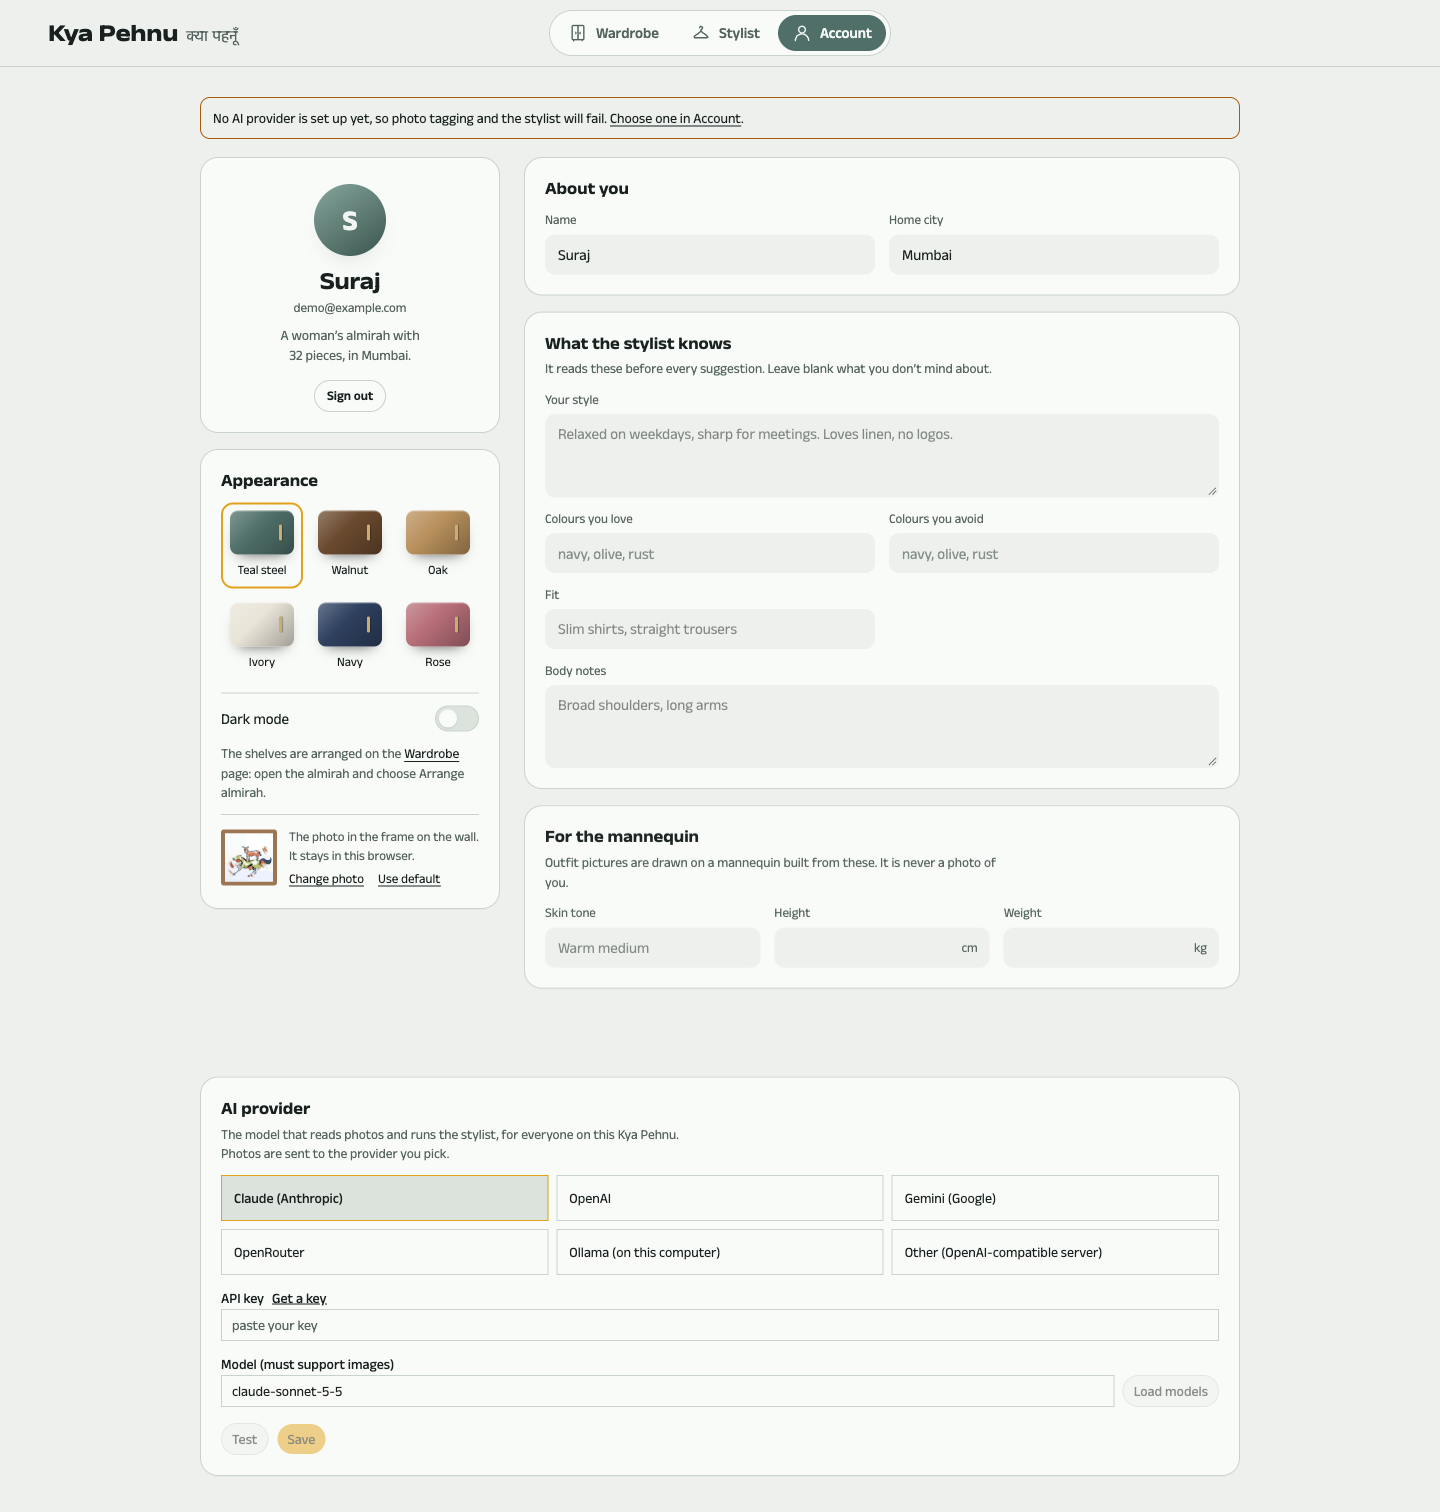 Kya Pehnu क्या पहनूँ
Wardrobe
Stylist
Account
No AI provider is set up yet, so photo tagging and the stylist will fail. Choose one in Account.
S
Suraj
demo@example.com
A woman's almirah with
32 pieces, in Mumbai.
Sign out
Appearance
Teal steel
Walnut
Oak
Ivory
Navy
Rose
Dark mode
The shelves are arranged on the Wardrobe
page: open the almirah and choose Arrange
almirah.
The photo in the frame on the wall.
It stays in this browser.
Change photo
Use default
About you
Name
Home city
Suraj
Mumbai
What the stylist knows
It reads these before every suggestion. Leave blank what you don't mind about.
Your style
Relaxed on weekdays, sharp for meetings. Loves linen, no logos.
Colours you love
Colours you avoid
navy, olive, rust
navy, olive, rust
Fit
Slim shirts, straight trousers
Body notes
Broad shoulders, long arms
For the mannequin
Outfit pictures are drawn on a mannequin built from these. It is never a photo of
you.
Skin tone
Height
Weight
Warm medium
cm
kg
AI provider
The model that reads photos and runs the stylist, for everyone on this Kya Pehnu.
Photos are sent to the provider you pick.
Claude (Anthropic)
OpenAI
Gemini (Google)
OpenRouter
Ollama (on this computer)
Other (OpenAI-compatible server)
API key Get a key
paste your key
Model (must support images)
claude-sonnet-5-5
Load models
Test
Save